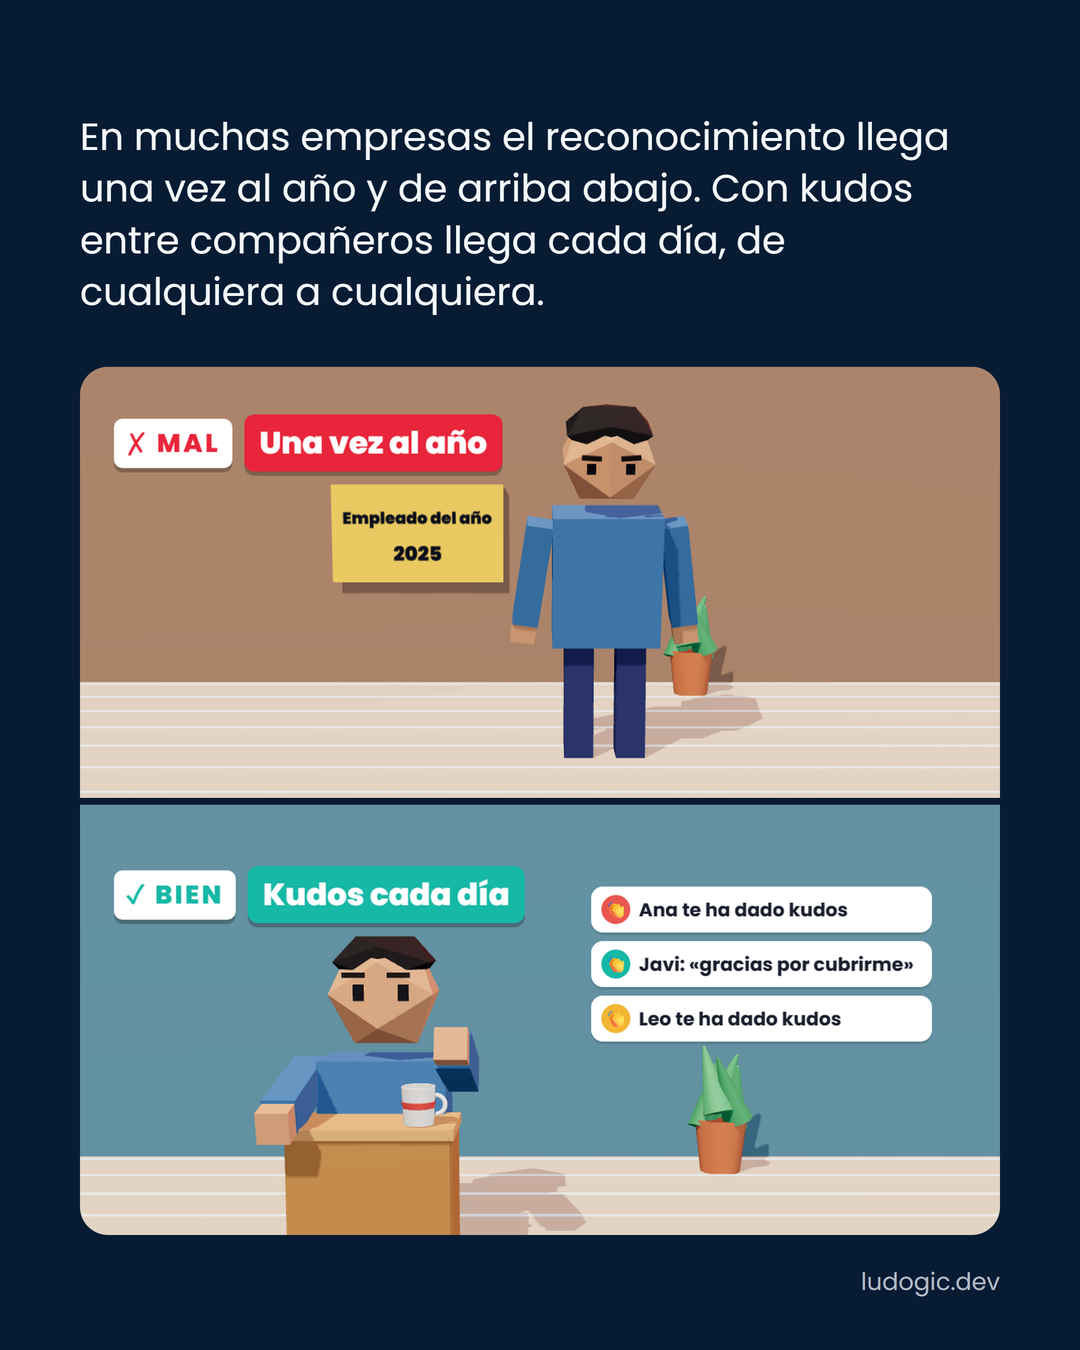 En muchas empresas el reconocimiento llega
una vez al año y de arriba abajo. Con kudos
entre compañeros llega cada día, de
cualquiera a cualquiera.
✗ MAL
Una vez al año
Empleado del año
2025
✓ BIEN
Kudos cada día
Ana te ha dado kudos
Javi: «gracias por cubrirme»
Leo te ha dado kudos
ludogic.dev